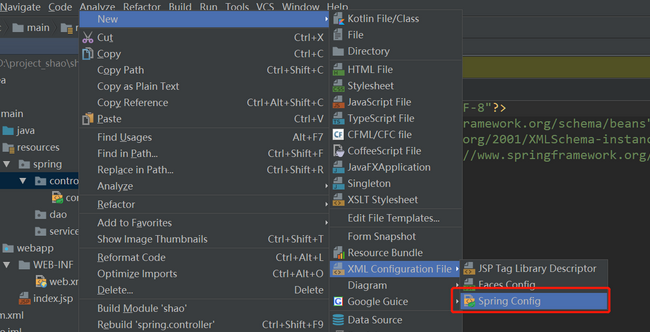 Navigate Code Analyze Refactor Build Run Tools VCS Window Help
main
D:\project_shao\sh
main
java
resources
spring
contro
cor
dao
service
webapp
WEB-INF
web.xm
index.jsp
New
Cut Ctrl+X
Copy Ctrl+C
Copy Path Ctrl+Shift+C
Copy as Plain Text
Copy Reference Ctrl+Alt+Shift+C
Paste Ctrl+V
Find Usages Alt+F7
Find in Path... Ctrl+Shift+F
Replace in Path... Ctrl+Shift+R
Analyze
Refactor
Add to Favorites
Show Image Thumbnails Ctrl+Shift+T
Reformat Code Ctrl+Alt+L
Optimize Imports Ctrl+Alt+O
Delete... Delete
Build Module 'shao'
Rebuild 'spring.controller' Ctrl+Shift+F9
Kotlin File/Class
File
Directory
HTML File
Stylesheet
JavaScript File
TypeScript File
CFML/CFC file
CoffeeScript File
JavaFXApplication
Singleton
XSLT Stylesheet
Edit File Templates...
Form Snapshot
Resource Bundle
XML Configuration File
Diagram
Google Guice
Data Source
JSP Tag Library Descriptor
Faces Config
Spring Config
F-8"?>
ramework.org/schema/beans"
org/2001/XMLSchema-instanc
//www.springframework.org/